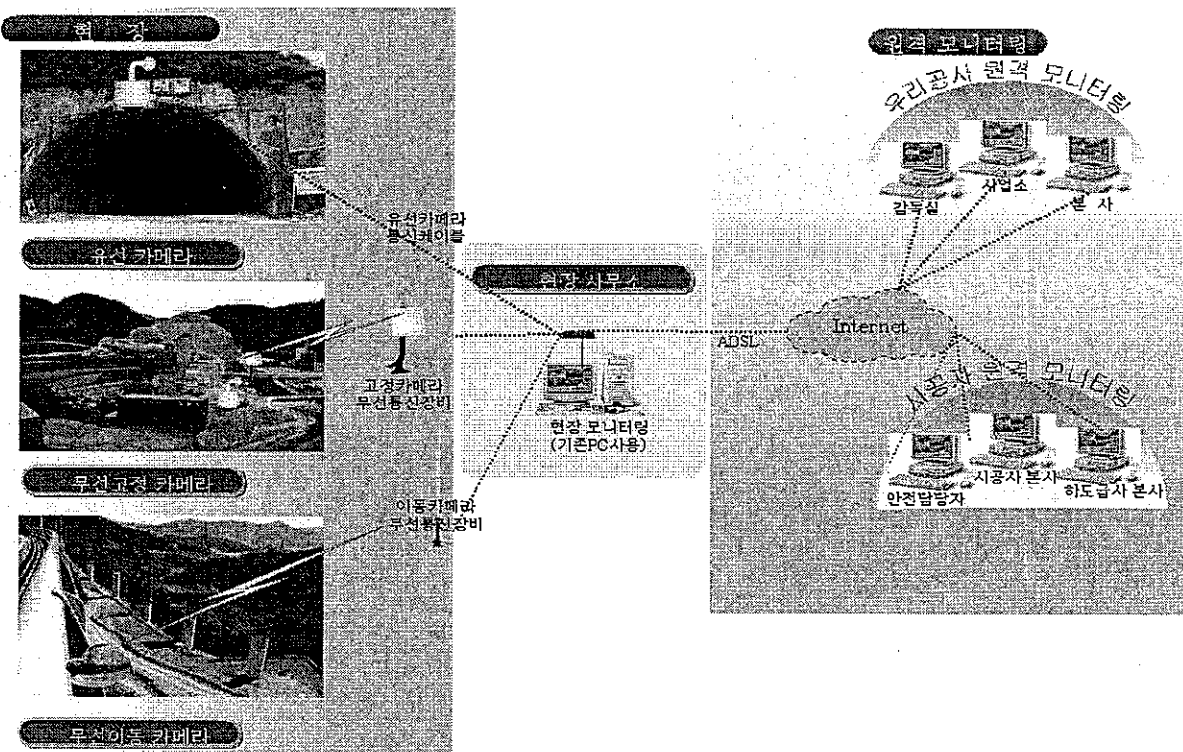 현 장
유선 카메라
무선고정 카메라
무선이동 카메라
유선카메라
통신케이블
고정카메라
무선통신장비
이동카메라
무선통신장비
현장 사무소
현장 모니터링
(기존PC사용)
ADSL
Internet
원격 모니터링
우리공사 원격 모니터링
감독실
사업소
본 사
시공자 원격 모니터링
안전담당자
시공사 본사
하도급사 본사